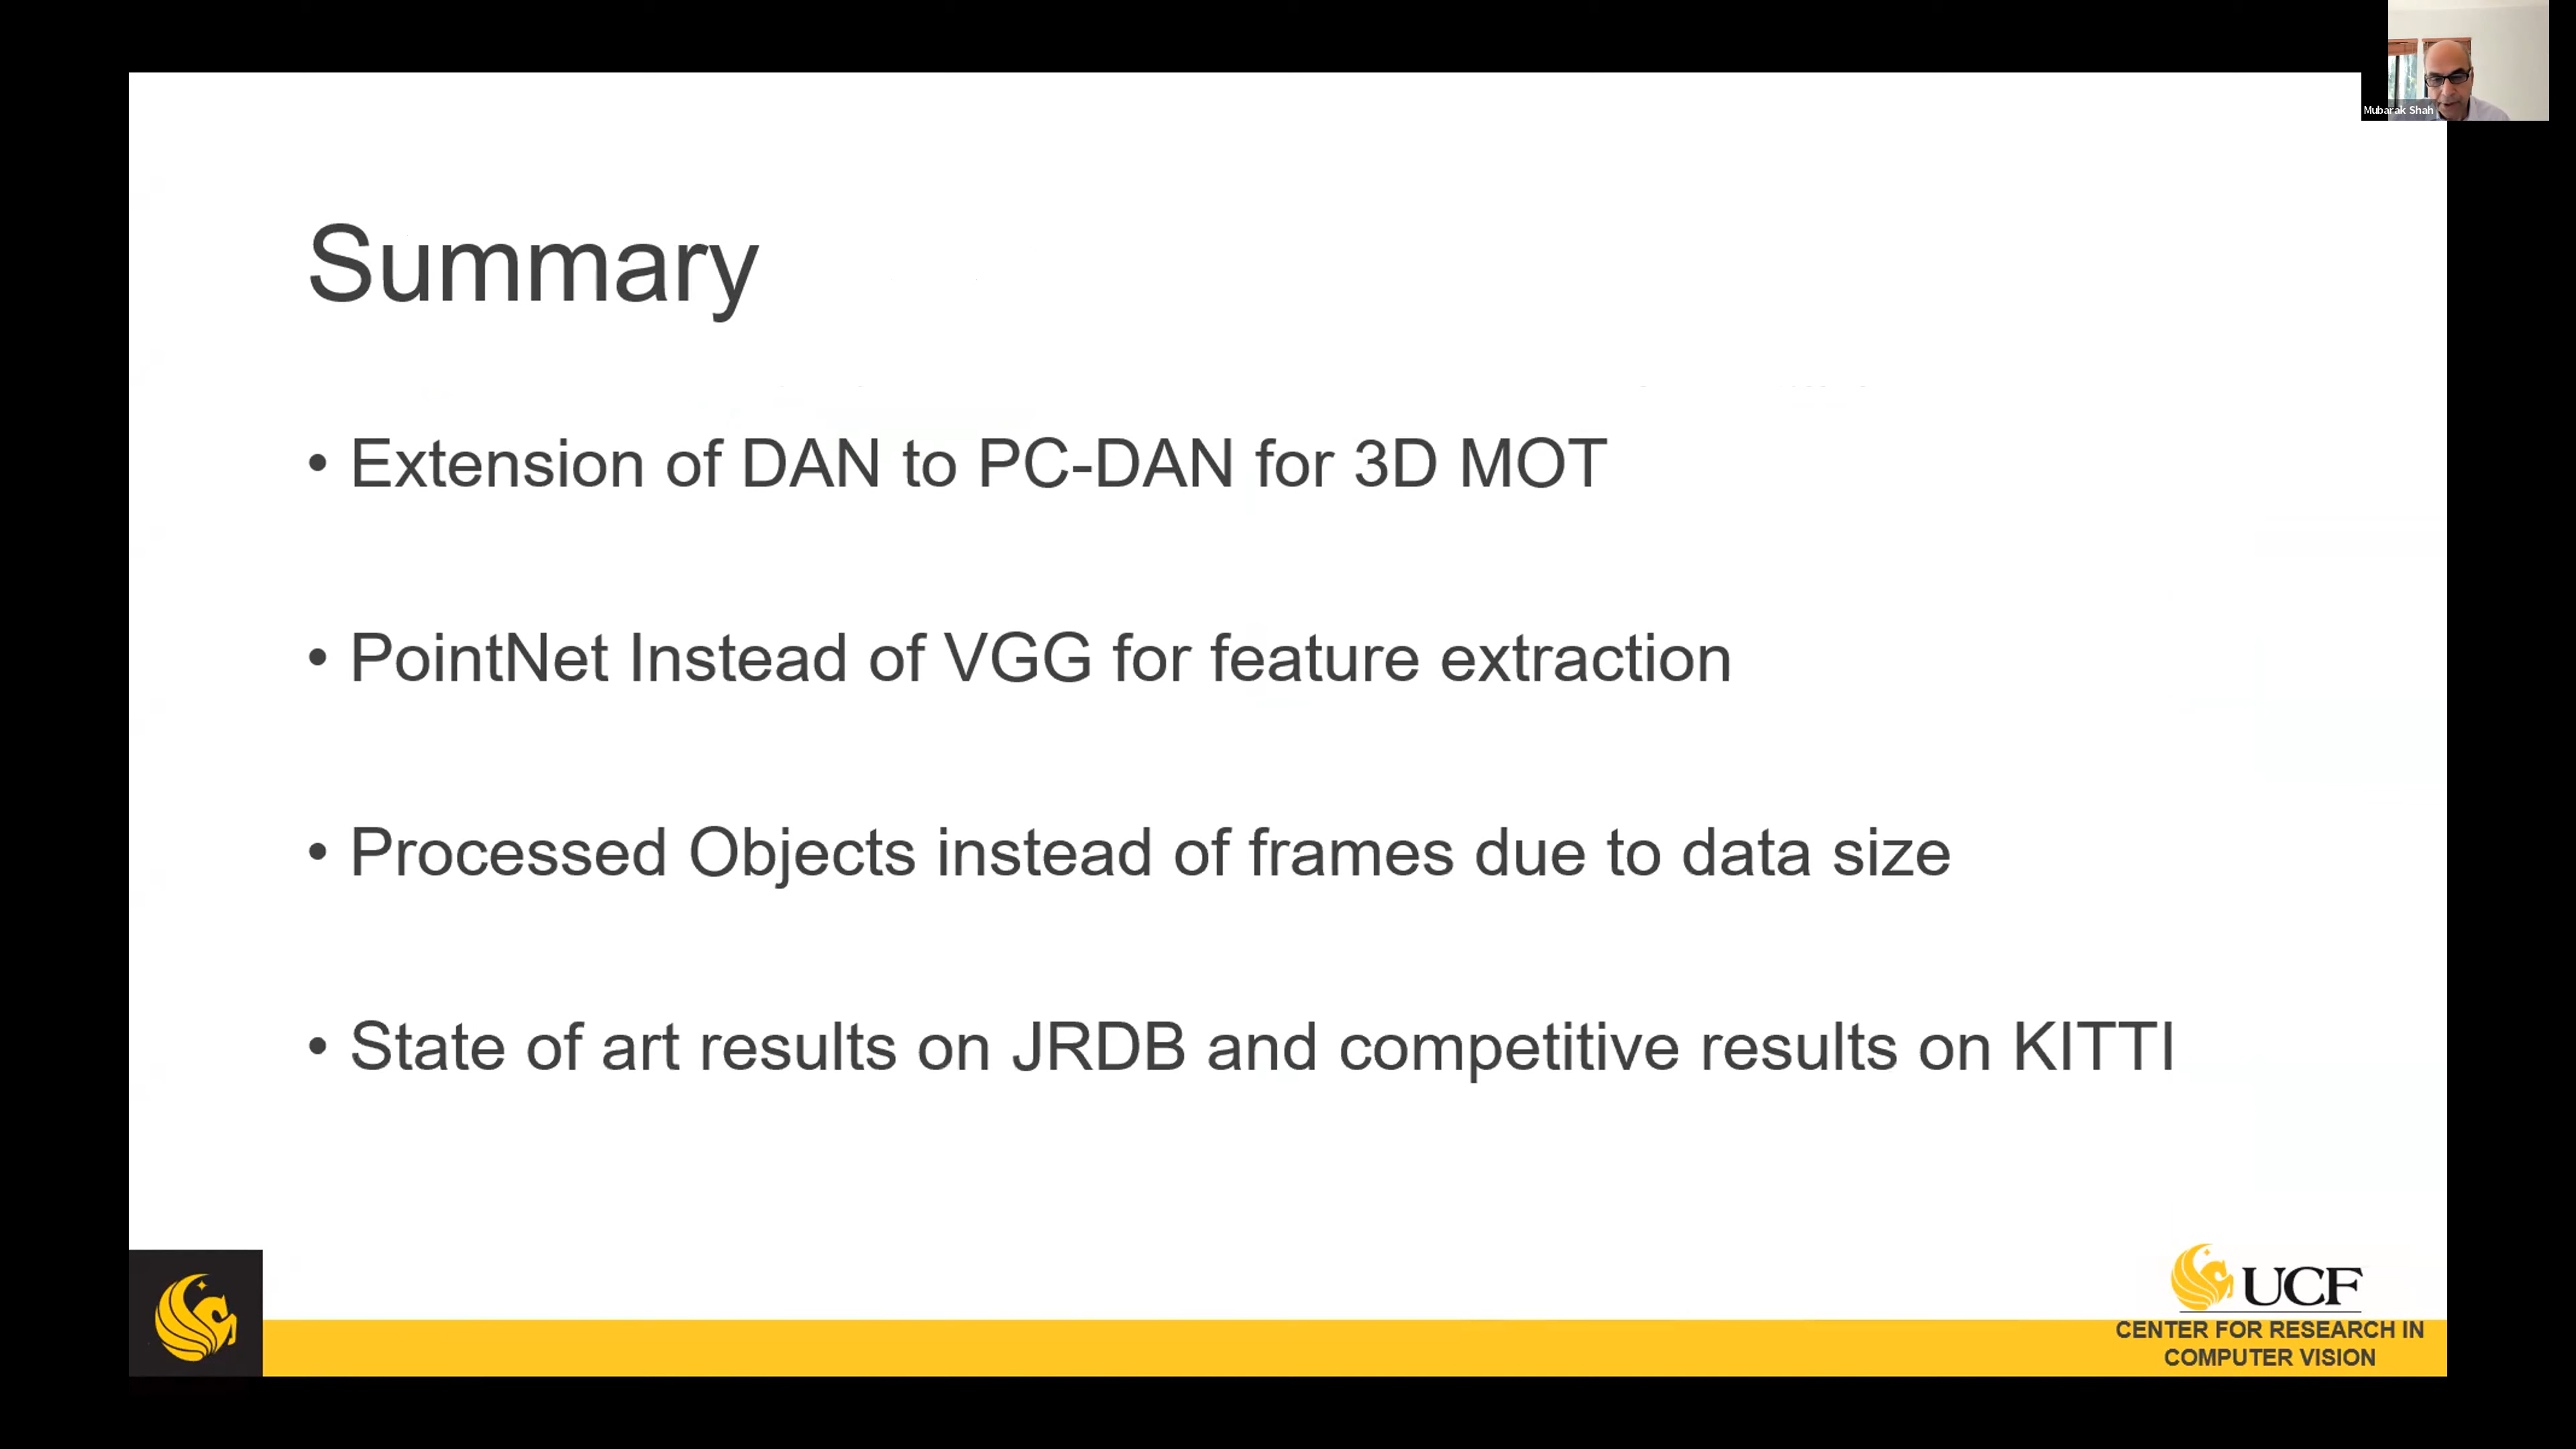 Mubarak Shah
Summary
• Extension of DAN to PC-DAN for 3D MOT
• PointNet Instead of VGG for feature extraction
• Processed Objects instead of frames due to data size
• State of art results on JRDB and competitive results on KITTI
UCF
CENTER FOR RESEARCH IN
COMPUTER VISION